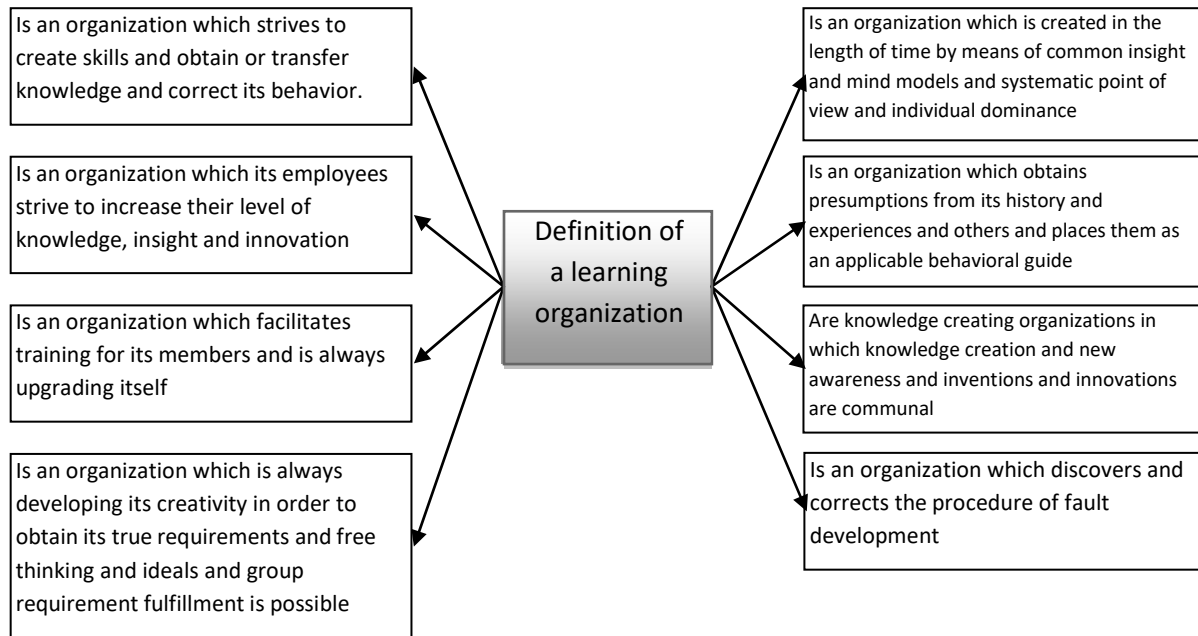 Is an organization which strives to
create skills and obtain or transfer
knowledge and correct its behavior.
Is an organization which its employees
strive to increase their level of
knowledge, insight and innovation
Is an organization which facilitates
training for its members and is always
upgrading itself
Is an organization which is always
developing its creativity in order to
obtain its true requirements and free
thinking and ideals and group
requirement fulfillment is possible
Definition of
a learning
organization
Is an organization which is created in the
length of time by means of common insight
and mind models and systematic point of
view and individual dominance
Is an organization which obtains
presumptions from its history and
experiences and others and places them as
an applicable behavioral guide
Are knowledge creating organizations in
which knowledge creation and new
awareness and inventions and innovations
are communal
Is an organization which discovers and
corrects the procedure of fault
development